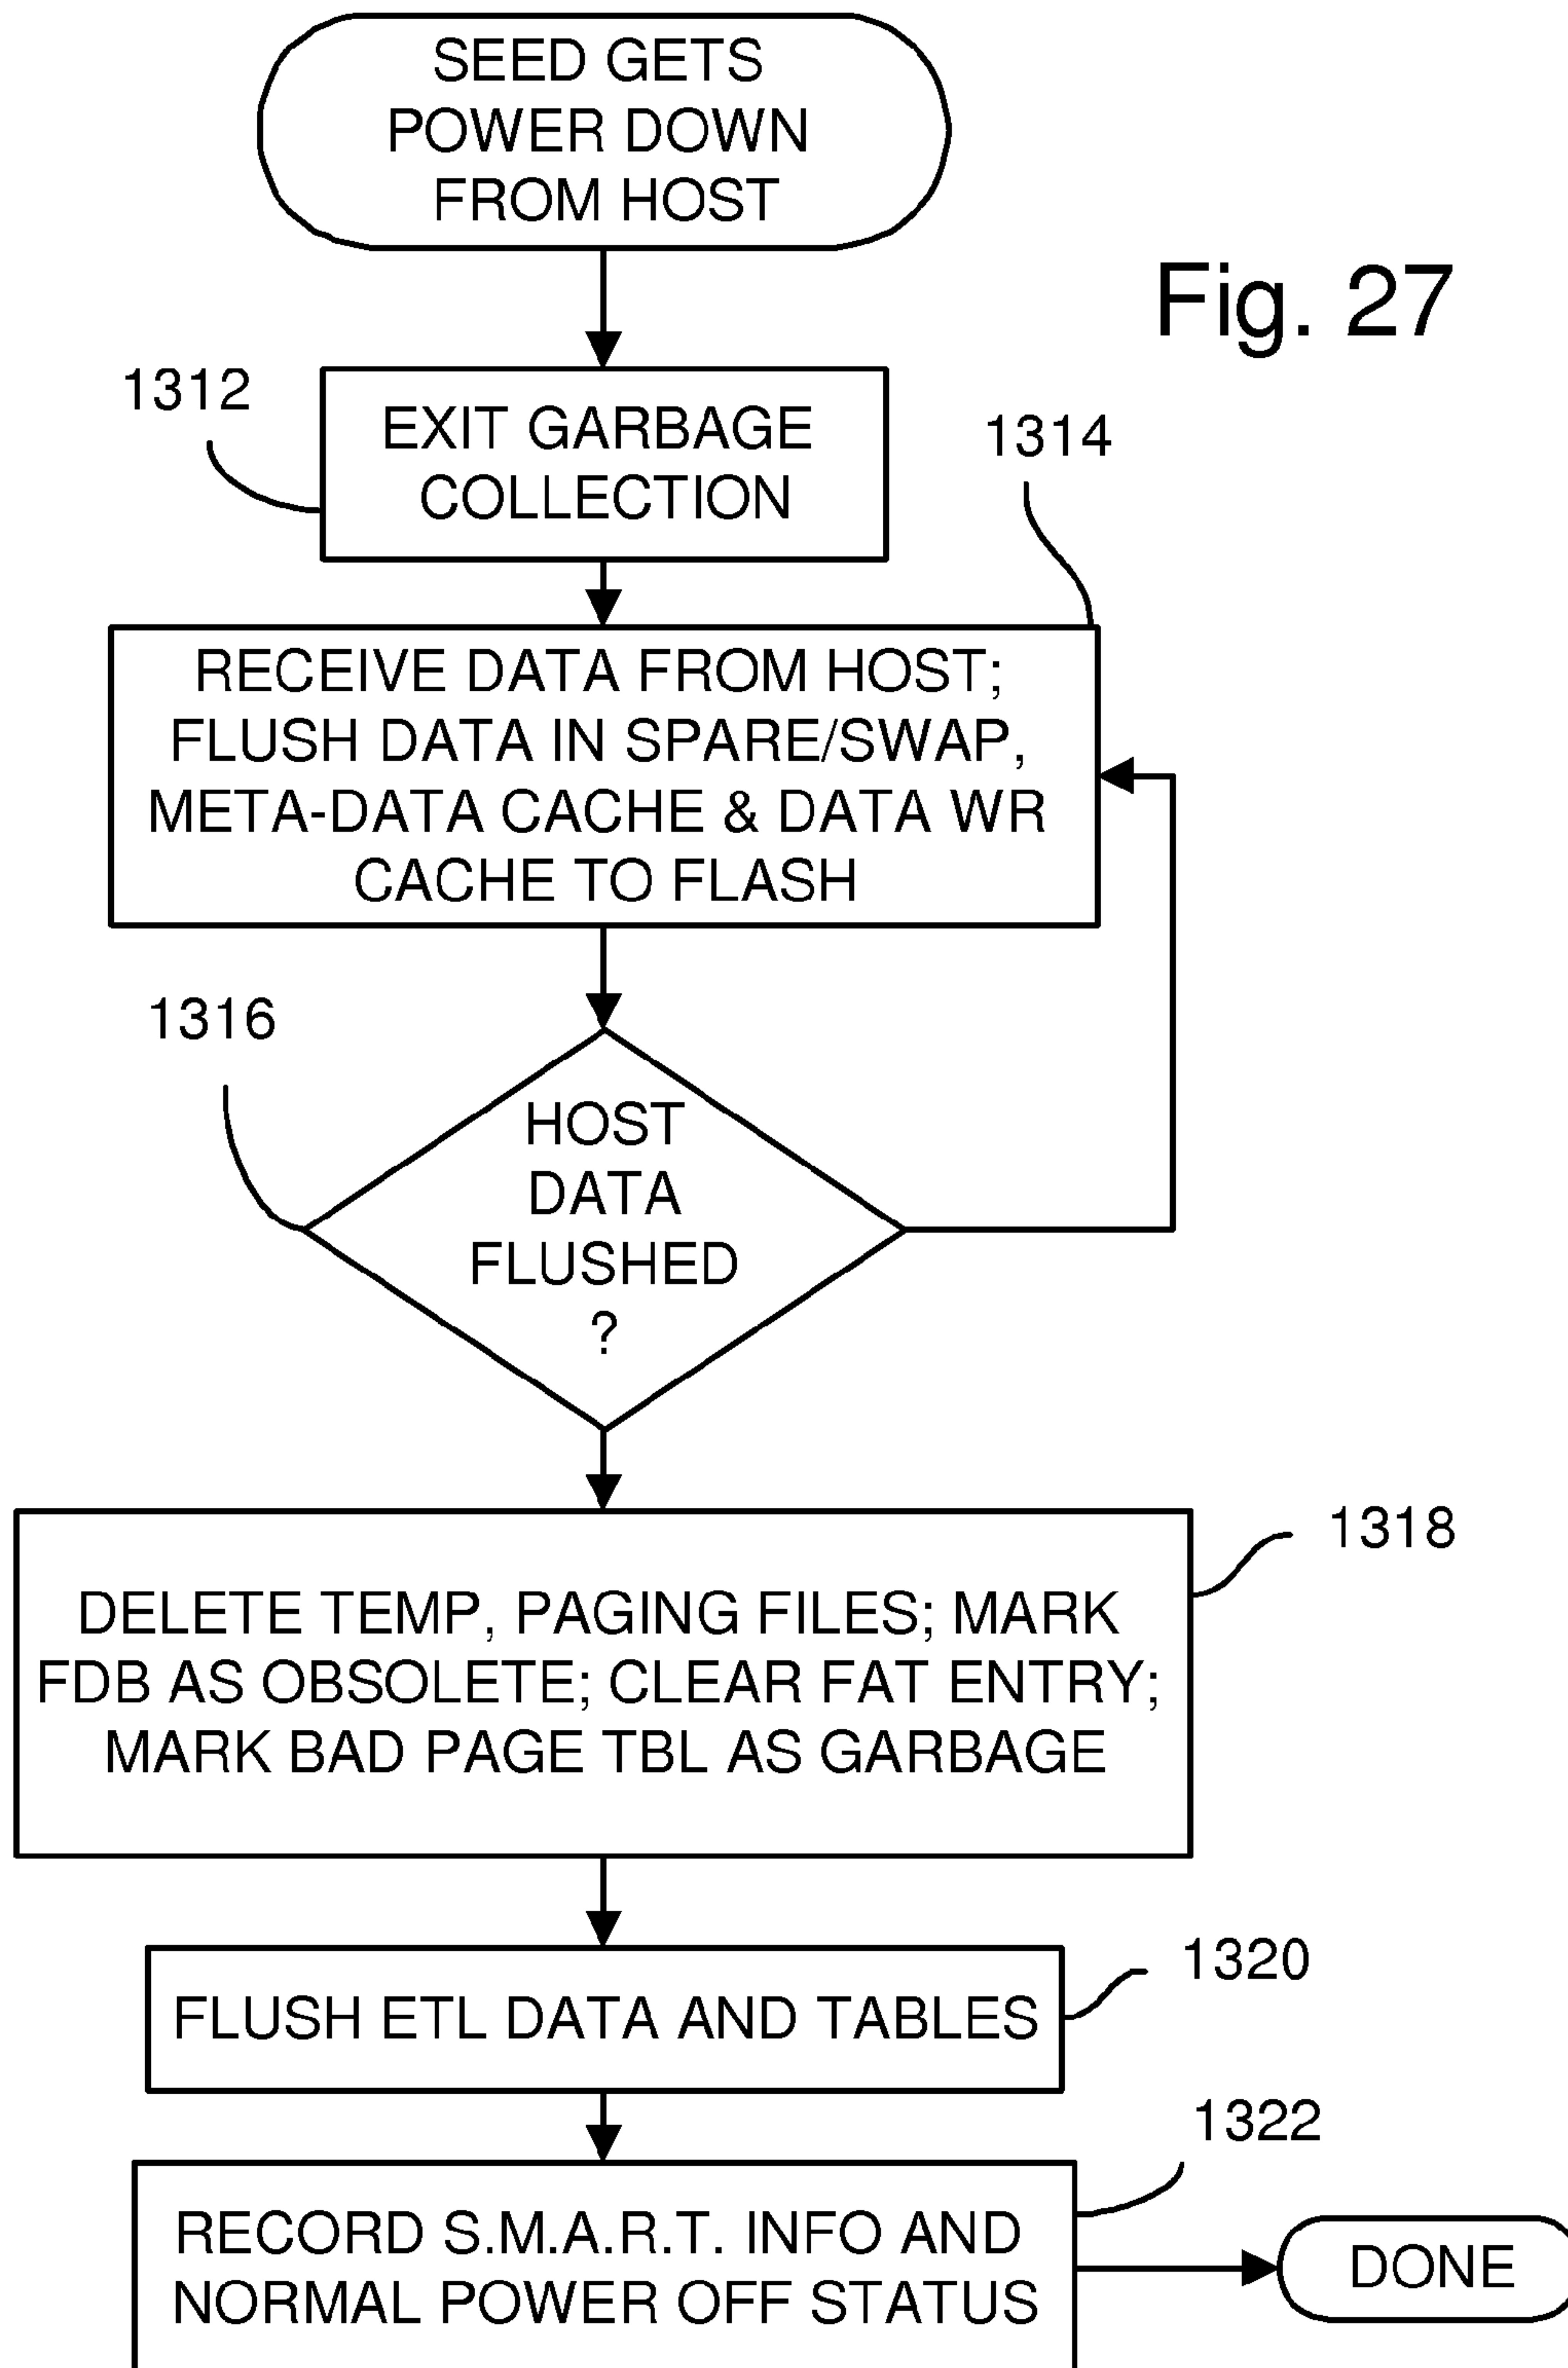 SEED GETS
POWER DOWN
FROM HOST
Fig. 27
1312
EXIT GARBAGE
COLLECTION
1314
RECEIVE DATA FROM HOST;
FLUSH DATA IN SPARE/SWAP,
META-DATA CACHE & DATA WR
CACHE TO FLASH
1316
HOST
DATA
FLUSHED
?
1318
DELETE TEMP, PAGING FILES; MARK
FDB AS OBSOLETE; CLEAR FAT ENTRY;
MARK BAD PAGE TBL AS GARBAGE
1320
FLUSH ETL DATA AND TABLES
1322
RECORD S.M.A.R.T. INFO AND
NORMAL POWER OFF STATUS
DONE